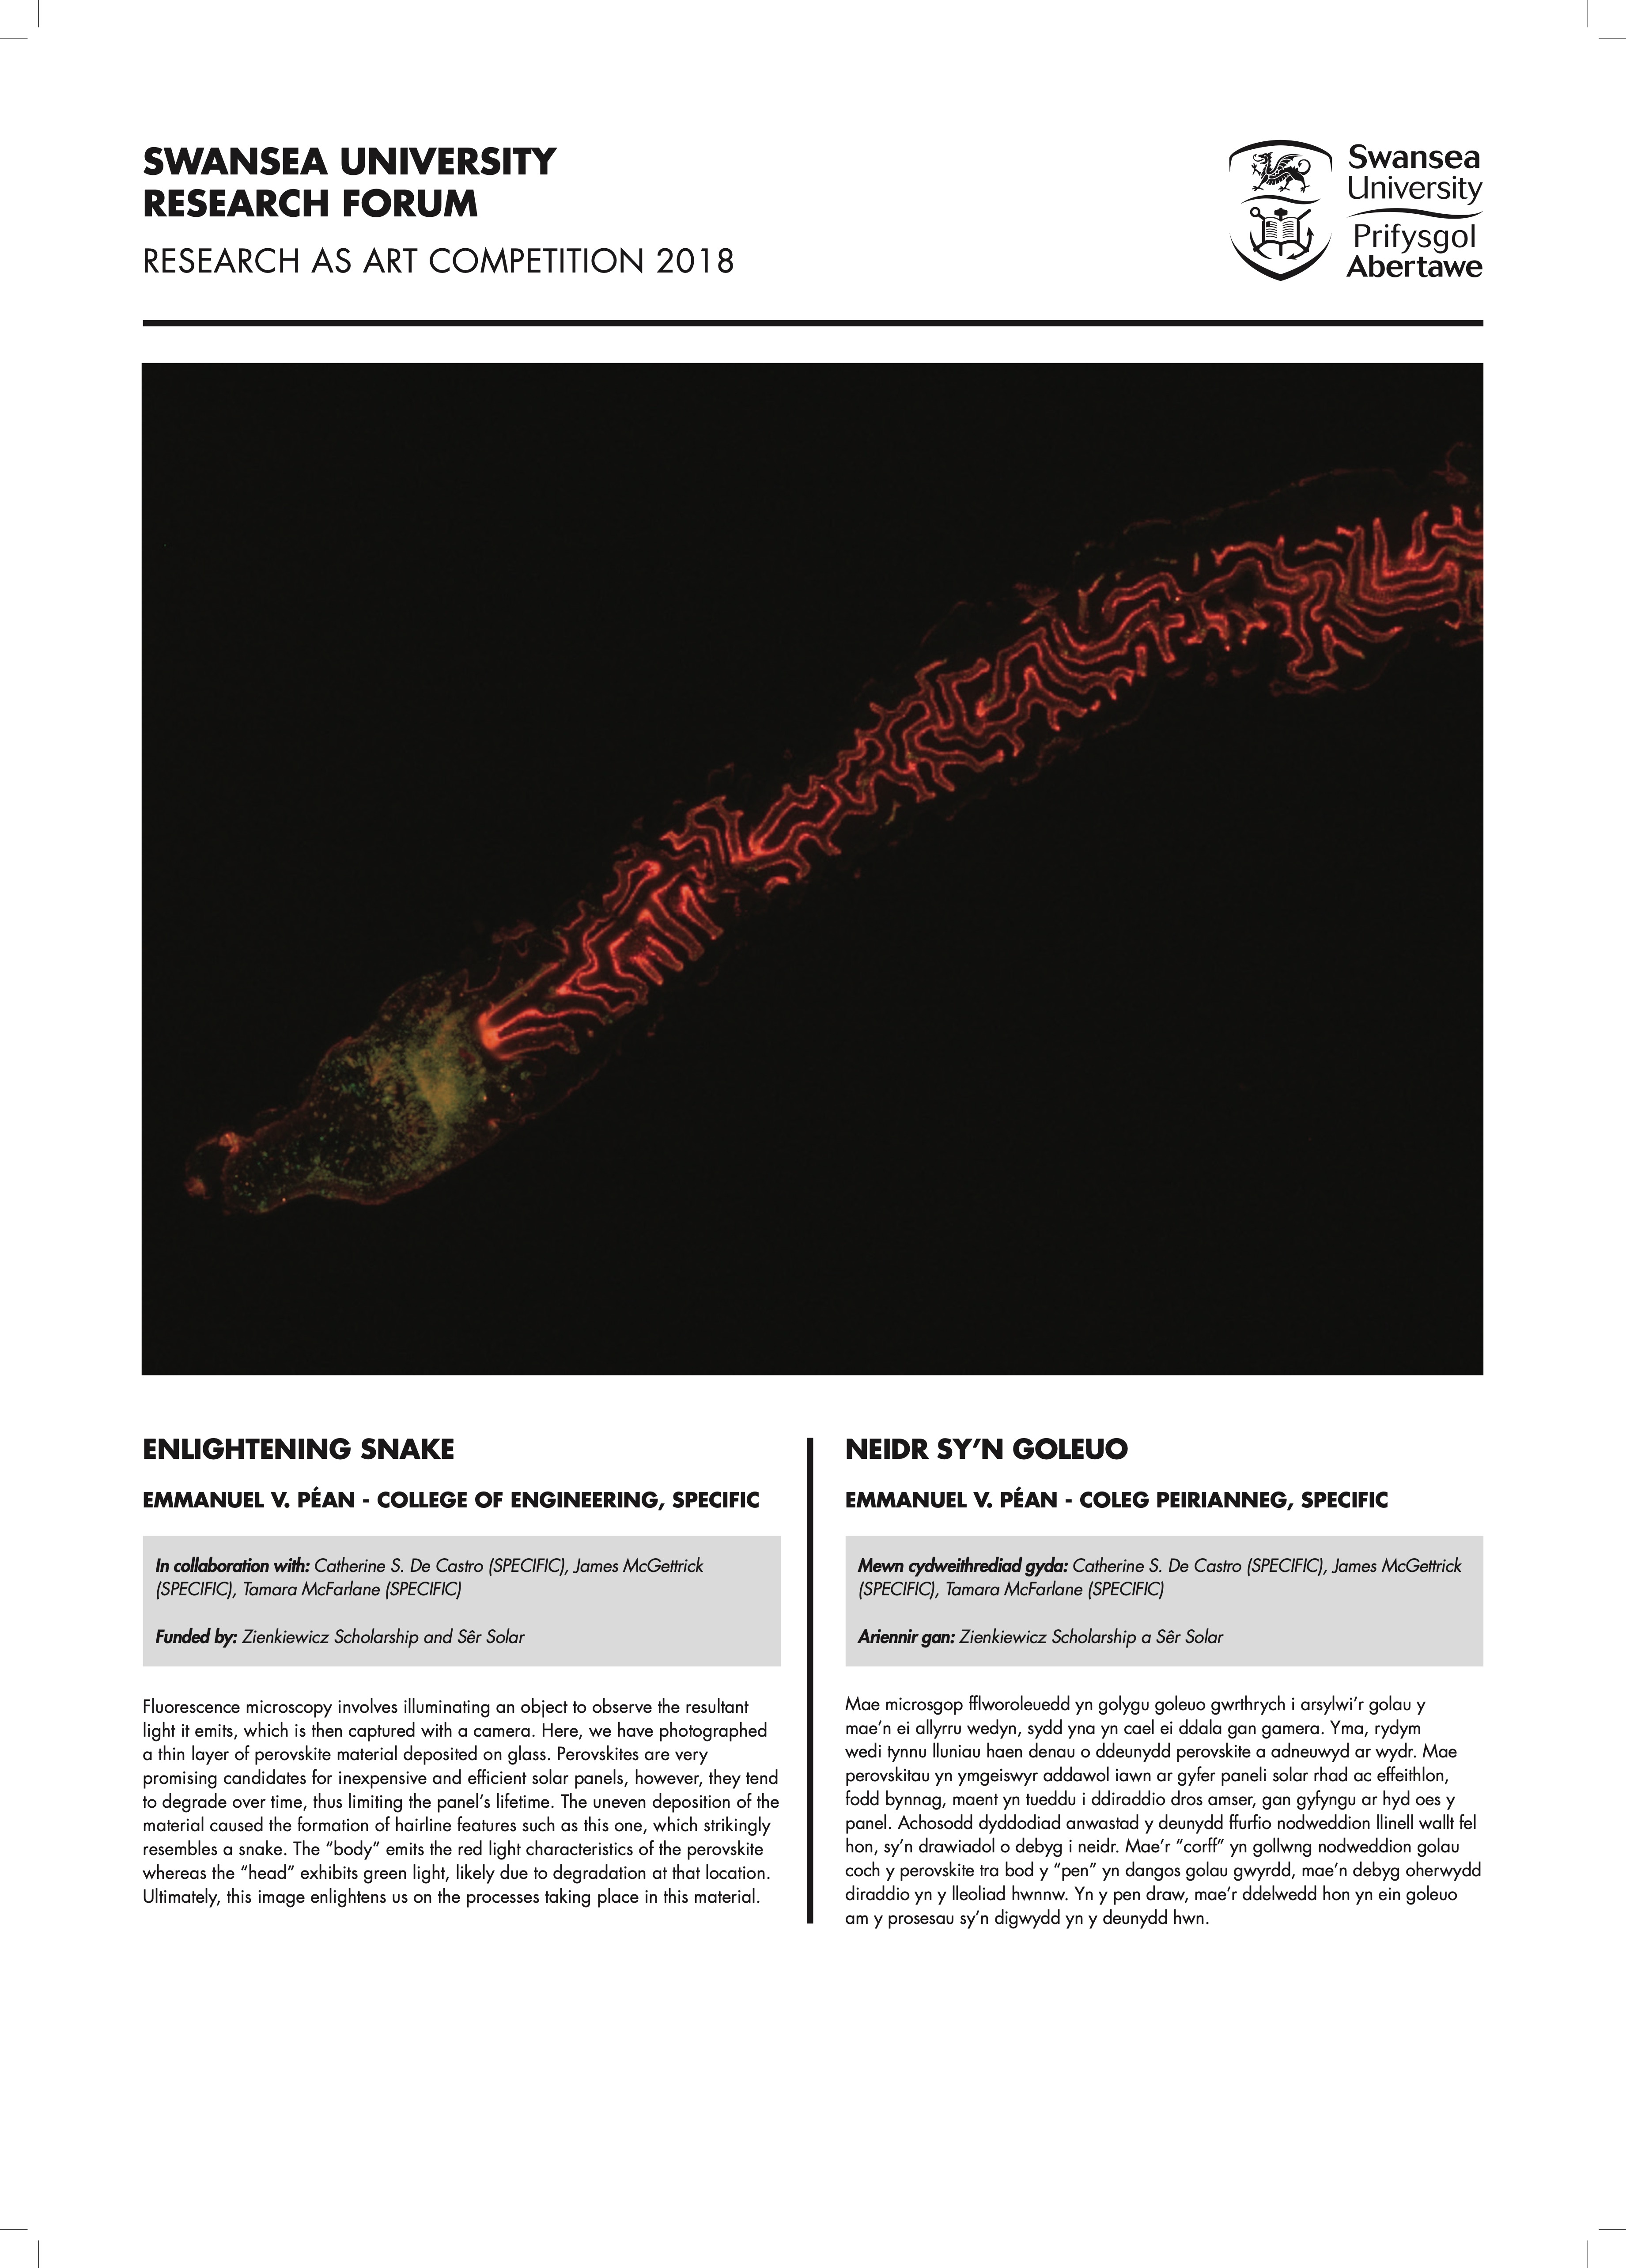 SWANSEA UNIVERSITY
RESEARCH FORUM
RESEARCH AS ART COMPETITION 2018
Swansea
University
Prifysgol
Abertawe
ENLIGHTENING SNAKE
EMMANUEL V. PÉAN - COLLEGE OF ENGINEERING, SPECIFIC
In collaboration with: Catherine S. De Castro (SPECIFIC), James McGettrick
(SPECIFIC), Tamara McFarlane (SPECIFIC)
Funded by: Zienkiewicz Scholarship and Sêr Solar
Fluorescence microscopy involves illuminating an object to observe the resultant
light it emits, which is then captured with a camera. Here, we have photographed
a thin layer of perovskite material deposited on glass. Perovskites are very
promising candidates for inexpensive and efficient solar panels, however, they tend
to degrade over time, thus limiting the panel’s lifetime. The uneven deposition of the
material caused the formation of hairline features such as this one, which strikingly
resembles a snake. The “body” emits the red light characteristics of the perovskite
whereas the “head” exhibits green light, likely due to degradation at that location.
Ultimately, this image enlightens us on the processes taking place in this material.
NEIDR SY’N GOLEUO
EMMANUEL V. PÉAN - COLEG PEIRIANNEG, SPECIFIC
Mewn cydweithrediad gyda: Catherine S. De Castro (SPECIFIC), James McGettrick
(SPECIFIC), Tamara McFarlane (SPECIFIC)
Ariennir gan: Zienkiewicz Scholarship a Sêr Solar
Mae microsgop fflworoleuedd yn golygu goleuo gwrthrych i arsylwi’r golau y
mae’n ei allyrru wedyn, sydd yna yn cael ei ddala gan gamera. Yma, rydym
wedi tynnu lluniau haen denau o ddeunydd perovskite a adneuwyd ar wydr. Mae
perovskitau yn ymgeiswyr addawol iawn ar gyfer paneli solar rhad ac effeithlon,
fodd bynnag, maent yn tueddu i ddiraddio dros amser, gan gyfyngu ar hyd oes y
panel. Achosodd dyddodiad anwastad y deunydd ffurfio nodweddion llinell wallt fel
hon, sy’n drawiadol o debyg i neidr. Mae’r “corff” yn gollwng nodweddion golau
coch y perovskite tra bod y “pen” yn dangos golau gwyrdd, mae’n debyg oherwydd
diraddio yn y lleoliad hwnnw. Yn y pen draw, mae’r ddelwedd hon yn ein goleuo
am y prosesau sy’n digwydd yn y deunydd hwn.